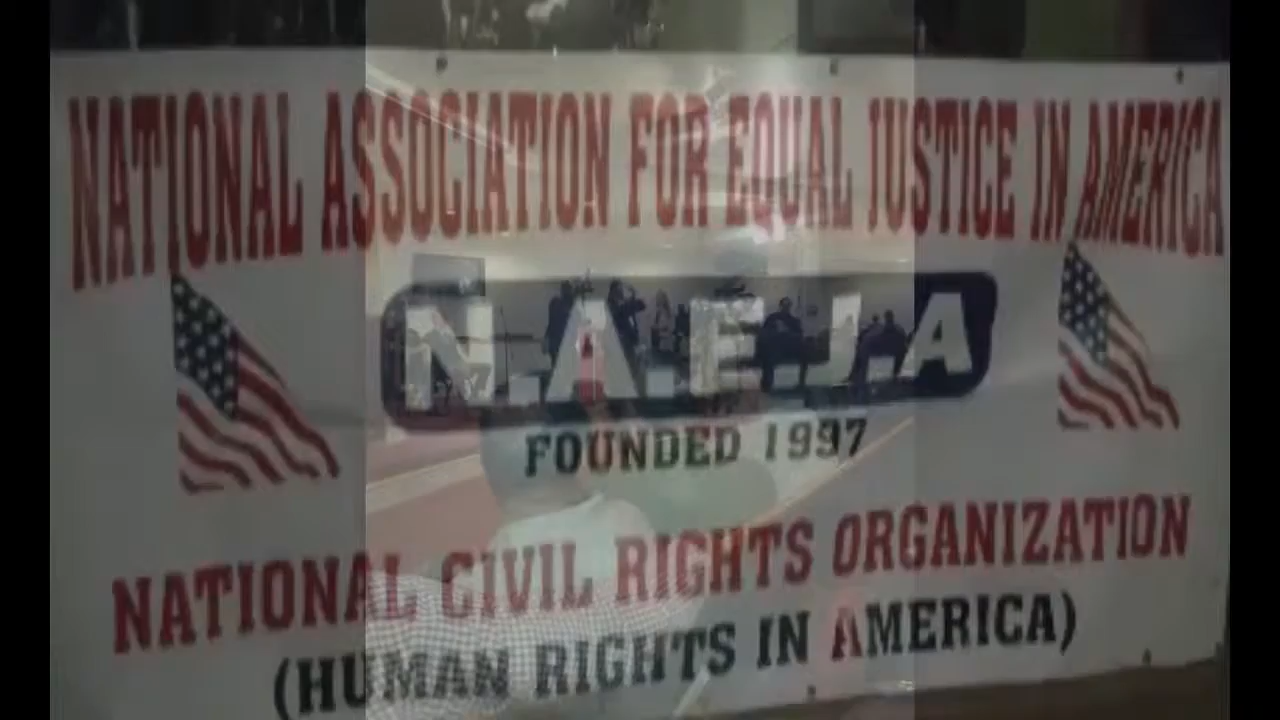 NATIONAL ASSOCIATION FOR EQUAL JUSTICE IN AMERICA
N.A.E.J.A
FOUNDED 1997
NATIONAL CIVIL RIGHTS ORGANIZATION
(HUMAN RIGHTS IN AMERICA)